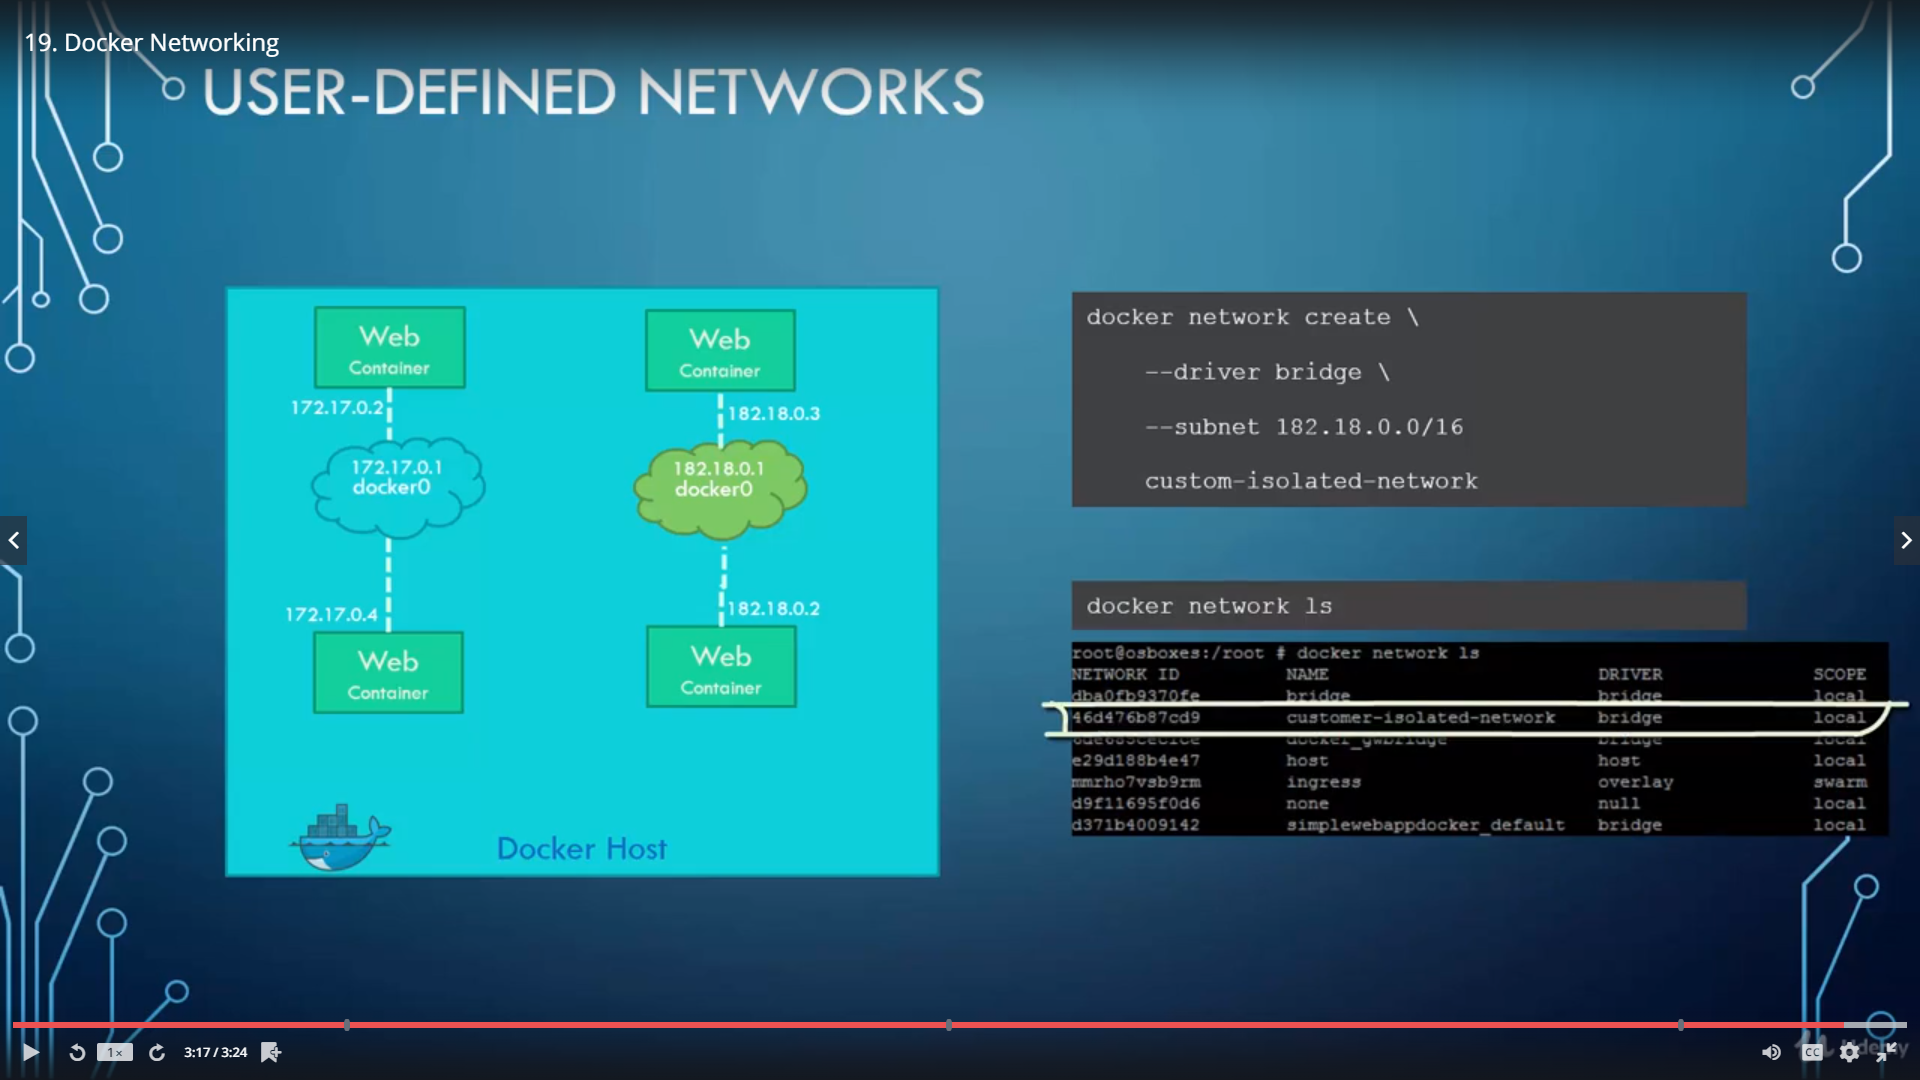 19. Docker Networking
USER-DEFINED NETWORKS
Web
Container
172.17.0.2
172.17.0.1
docker0
172.17.0.4
Web
Container
Web
Container
182.18.0.3
182.18.0.1
docker0
182.18.0.2
Web
Container
Docker Host
docker network create \
--driver bridge \
--subnet 182.18.0.0/16
custom-isolated-network
docker network ls
root@osboxes:/root # docker network ls
NETWORK ID NAME DRIVER SCOPE
dba0fb9370fe bridge bridge local
46d476b87cd9 customer-isolated-network bridge local
docker_gwbridge bridge local
e29d188b4e47 host host local
mmrho7vsb9rm ingress overlay swarm
d9f11695f0d6 none null local
d371b4009142 simplewebappdocker_default bridge local
1×
3:17 / 3:24
CC
Udemy